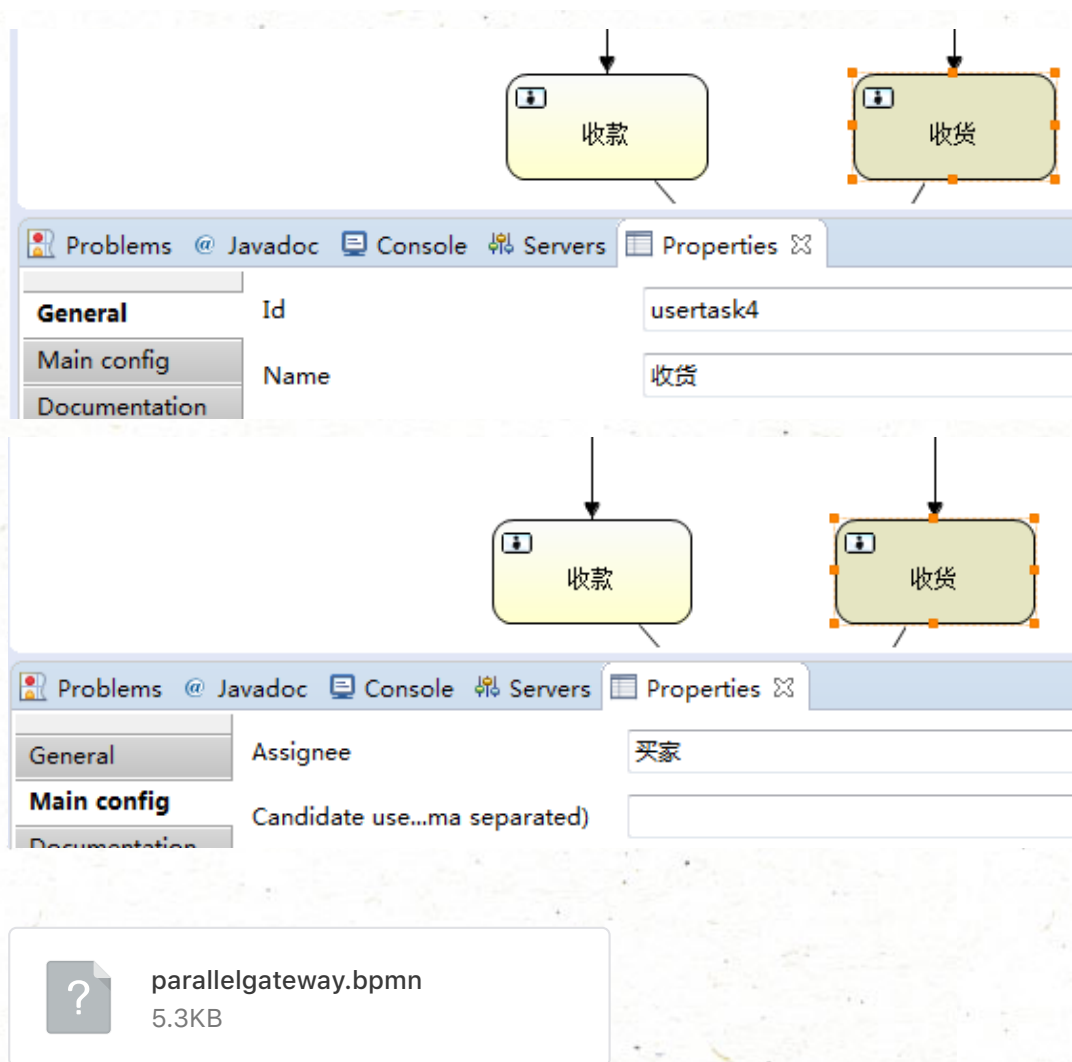 收款 收货
Problems @ Javadoc Console Servers Properties
General Id usertask4
Main config
Name 收货
Documentation
收款 收货
Problems @ Javadoc Console Servers Properties
General Assignee 买家
Main config
Candidate use...ma separated)
Documentation
? parallelgateway.bpmn
5.3KB